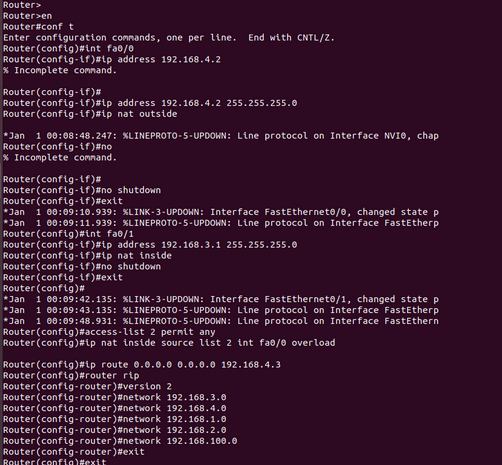 Router>
Router>en
Router#conf t
Enter configuration commands, one per line.  End with CNTL/Z.
Router(config)#int fa0/0
Router(config-if)#ip address 192.168.4.2
% Incomplete command.
Router(config-if)#
Router(config-if)#ip address 192.168.4.2 255.255.255.0
Router(config-if)#ip nat outside
*Jan  1 00:08:48.247: %LINEPROTO-5-UPDOWN: Line protocol on Interface NVI0, chap
Router(config-if)#no
% Incomplete command.
Router(config-if)#
Router(config-if)#no shutdown
Router(config-if)#exit
*Jan  1 00:09:10.939: %LINK-3-UPDOWN: Interface FastEthernet0/0, changed state p
*Jan  1 00:09:11.939: %LINEPROTO-5-UPDOWN: Line protocol on Interface FastEtherp
Router(config)#int fa0/1
Router(config-if)#ip address 192.168.3.1 255.255.255.0
Router(config-if)#ip nat inside
Router(config-if)#no shutdown
Router(config-if)#exit
Router(config)#
*Jan  1 00:09:42.135: %LINK-3-UPDOWN: Interface FastEthernet0/1, changed state p
*Jan  1 00:09:43.135: %LINEPROTO-5-UPDOWN: Line protocol on Interface FastEthern
*Jan  1 00:09:48.931: %LINEPROTO-5-UPDOWN: Line protocol on Interface FastEthern
Router(config)#access-list 2 permit any
Router(config)#ip nat inside source list 2 int fa0/0 overload
Router(config)#ip route 0.0.0.0 0.0.0.0 192.168.4.3
Router(config)#router rip
Router(config-router)#version 2
Router(config-router)#network 192.168.3.0
Router(config-router)#network 192.168.4.0
Router(config-router)#network 192.168.1.0
Router(config-router)#network 192.168.2.0
Router(config-router)#network 192.168.100.0
Router(config-router)#exit
Router(config)#exit